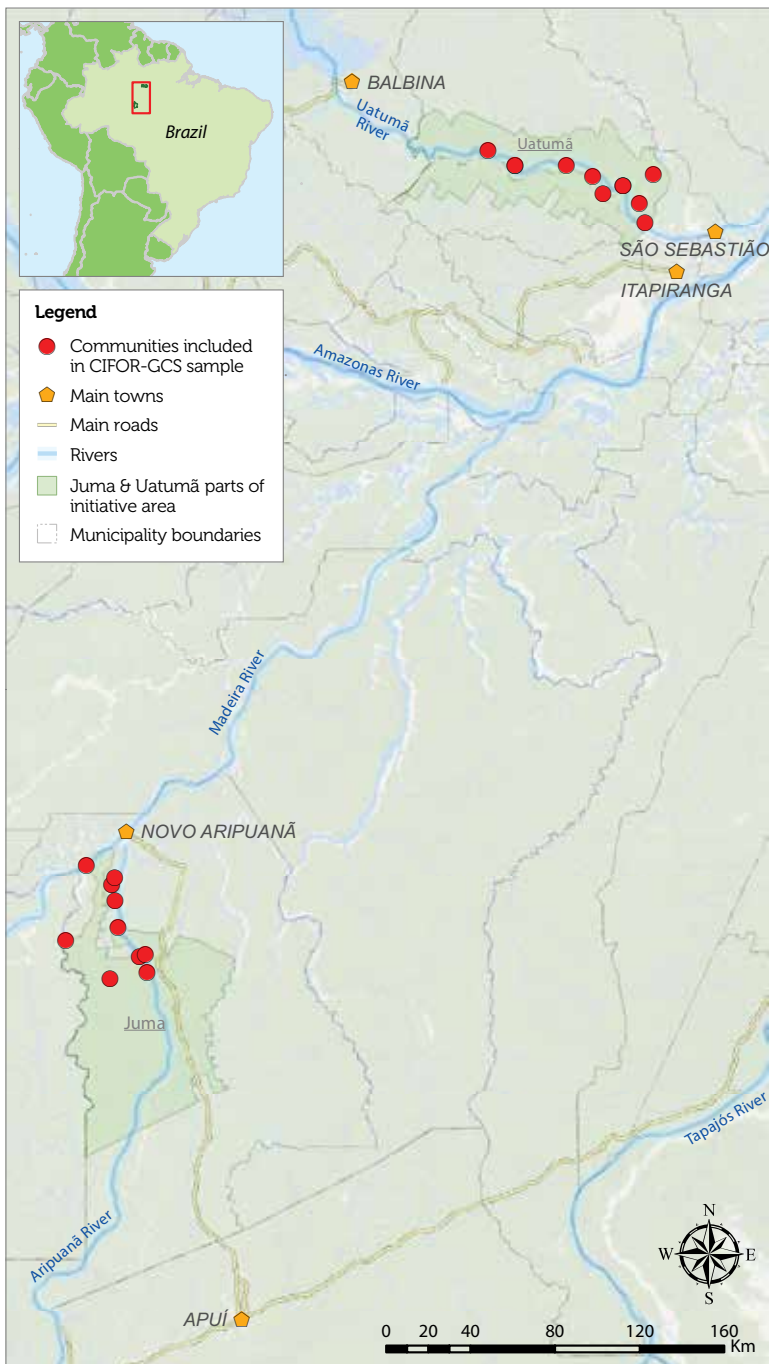 Brazil
BALBINA
Uatumã
River
Uatumã
SÃO SEBASTIÃO
ITAPIRANGA
Legend
Communities included
in CIFOR-GCS sample
Main towns
Main roads
Rivers
Juma & Uatumã parts of
initiative area
Municipality boundaries
Amazonas River
Madeira River
NOVO ARIPUANÃ
Juma
Tapajós River
Aripuanã River
N
W E
S
APUÍ
0 20 40 80 120 160
Km